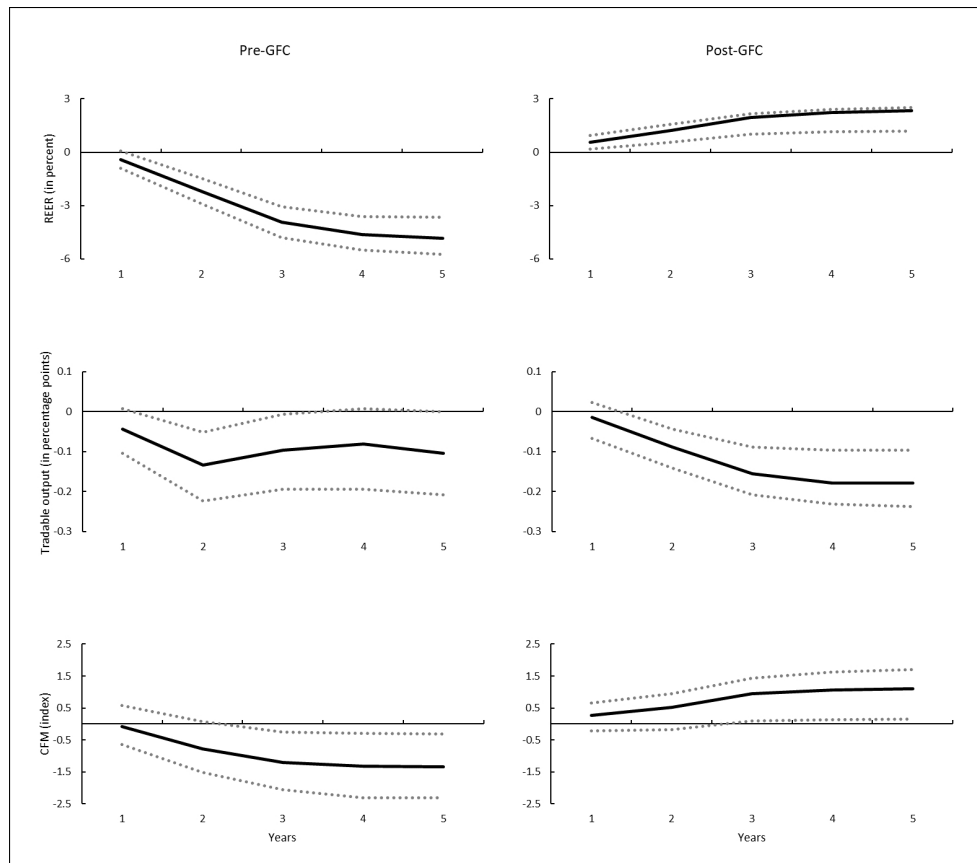 Pre-GFC
Post-GFC
REER (in percent)
3
0
-3
-6
1 2 3 4 5
3
0
-3
-6
1 2 3 4 5
Tradable output (in percentage points)
0.1
0
-0.1
-0.2
-0.3
1 2 3 4 5
0.1
0
-0.1
-0.2
-0.3
1 2 3 4 5
CFM (index)
2.5
1.5
0.5
-0.5
-1.5
-2.5
1 2 3 4 5
Years
2.5
1.5
0.5
-0.5
-1.5
-2.5
1 2 3 4 5
Years